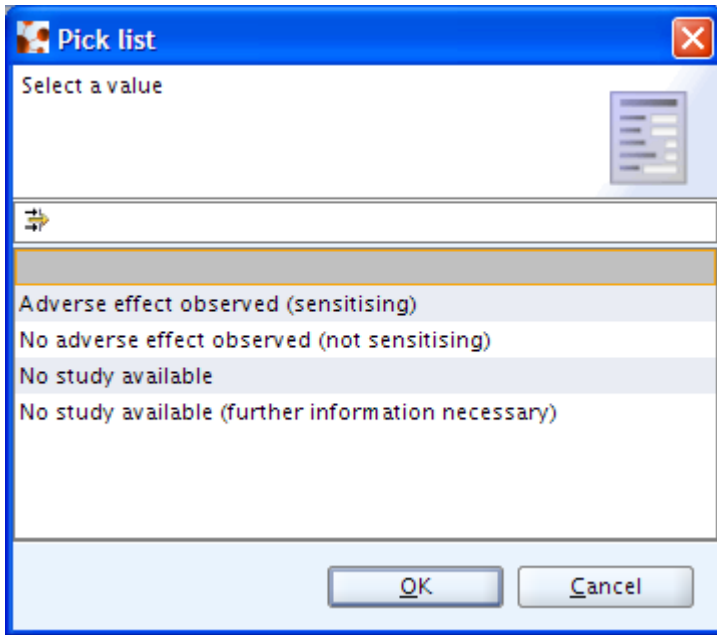 Pick list
Select a value
Adverse effect observed (sensitising)
No adverse effect observed (not sensitising)
No study available
No study available (further information necessary)
OK
Cancel